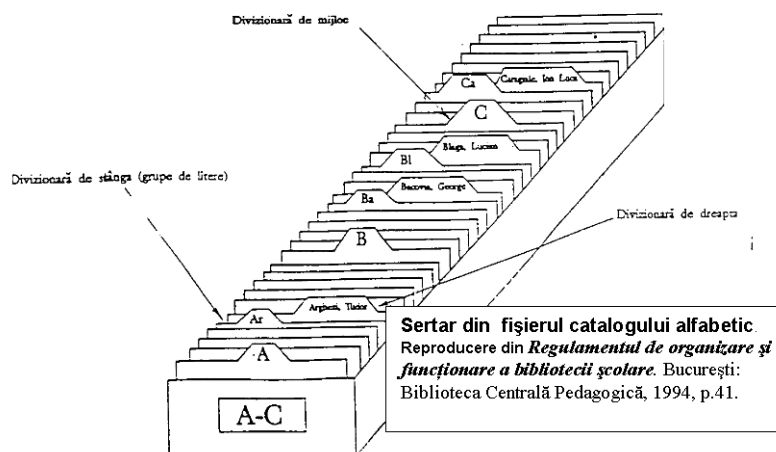 Divizionară de mijloc
Ca
Caragiale, Ion Luca
C
Blaga, Lucian
Bl
Divizionară de stânga (grupe de litere)
Bacovia, George
Ba
Divizionară de dreapta
B
Arghezi, Tudor
Ar
A
A-C
Sertar din fişierul catalogului alfabetic.
Reproducere din Regulamentul de organizare şi
funcţionare a bibliotecii şcolare. Bucureşti:
Biblioteca Centrală Pedagogică, 1994, p.41.